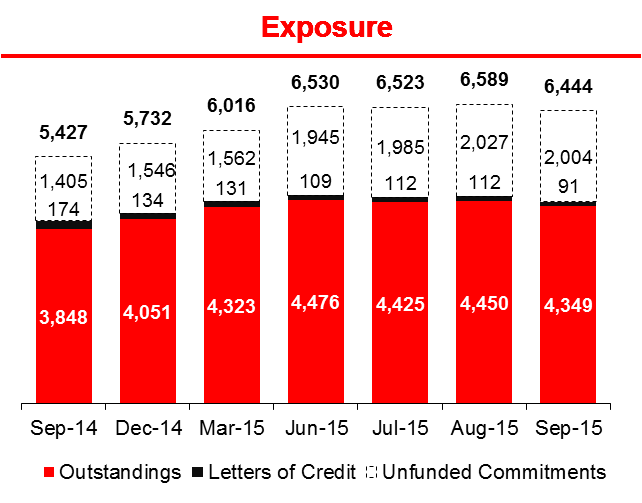 Exposure
5,427 5,732 6,016 6,530 6,523 6,589 6,444
1,405 1,546 1,562 1,945 1,985 2,027 2,004
174 134 131 109 112 112 91
3,848 4,051 4,323 4,476 4,425 4,450 4,349
Sep-14 Dec-14 Mar-15 Jun-15 Jul-15 Aug-15 Sep-15
Outstandings Letters of Credit Unfunded Commitments